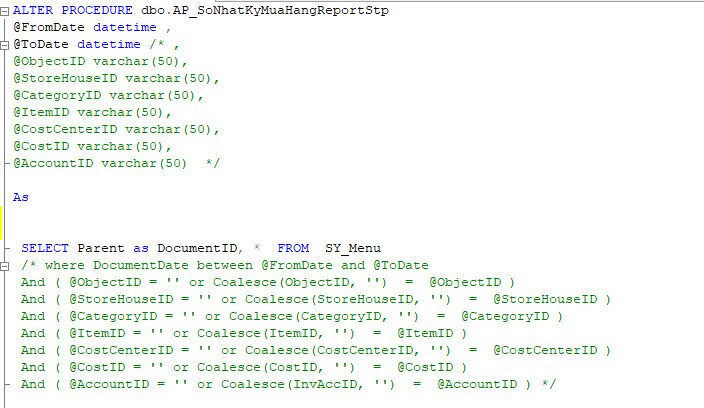 ALTER PROCEDURE dbo.AP_SoNhatKyMuaHangReportStp
@FromDate datetime ,
@ToDate datetime /* ,
@ObjectID varchar(50),
@StoreHouseID varchar(50),
@CategoryID varchar(50),
@ItemID varchar(50),
@CostCenterID varchar(50),
@CostID varchar(50),
@AccountID varchar(50)  */
As
SELECT Parent as DocumentID, *  FROM  SY_Menu
/* where DocumentDate between @FromDate and @ToDate
And ( @ObjectID = '' or Coalesce(ObjectID, '')  =  @ObjectID )
And ( @StoreHouseID = '' or Coalesce(StoreHouseID, '')  =  @StoreHouseID )
And ( @CategoryID = '' or Coalesce(CategoryID, '')  =  @CategoryID )
And ( @ItemID = '' or Coalesce(ItemID, '')  =  @ItemID )
And ( @CostCenterID = '' or Coalesce(CostCenterID, '')  =  @CostCenterID )
And ( @CostID = '' or Coalesce(CostID, '')  =  @CostID )
And ( @AccountID = '' or Coalesce(InvAccID, '')  =  @AccountID ) */